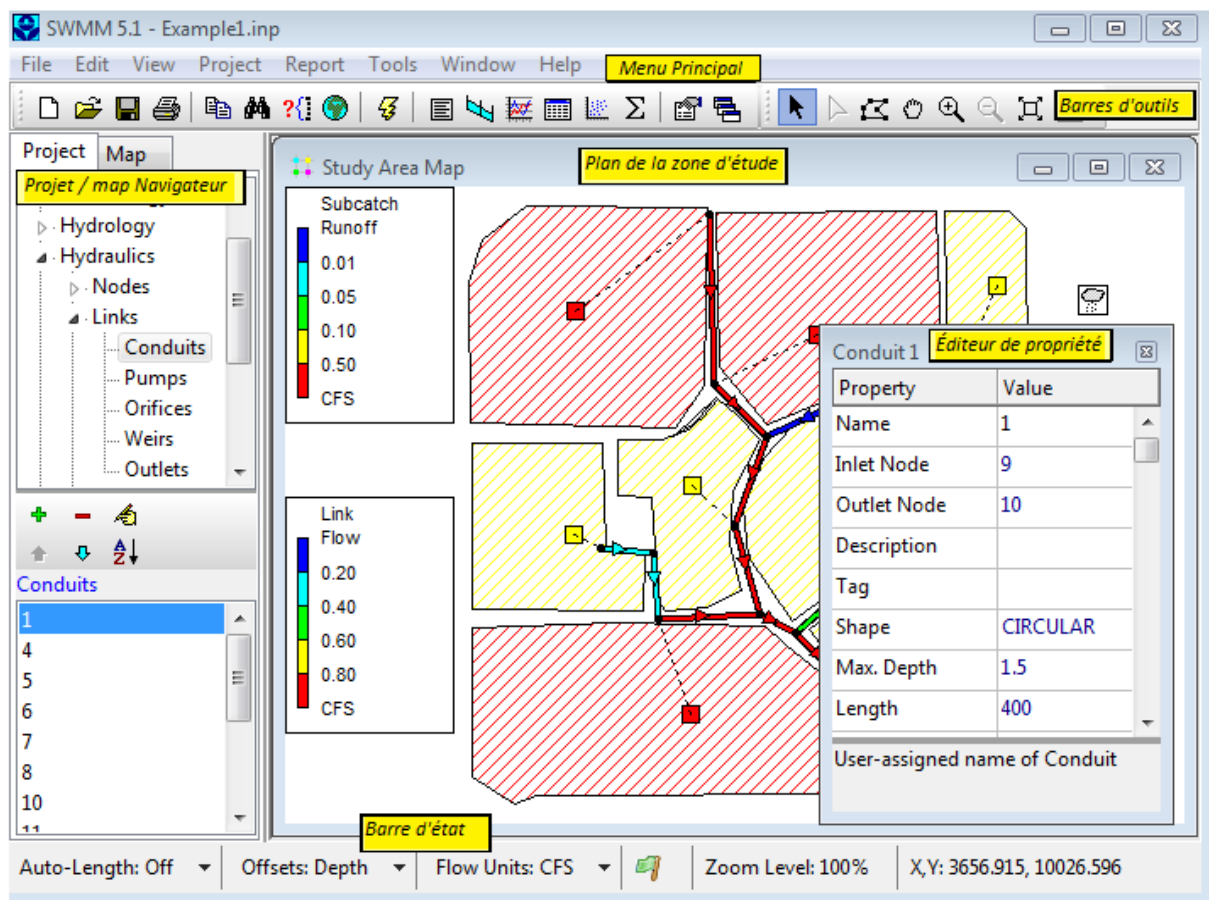 SWMM 5.1 - Example1.inp
File Edit View Project Report Tools Window Help
Menu Principal
Barres d'outils
Project Map
Projet / map Navigateur
Hydrology
Hydraulics
Nodes
Links
Conduits
Pumps
Orifices
Weirs
Outlets
Conduits
1
4
5
6
7
8
10
11
Study Area Map
Plan de la zone d'étude
Subcatch
Runoff
0.01
0.05
0.10
0.50
CFS
Link
Flow
0.20
0.40
0.60
0.80
CFS
Conduit 1
Éditeur de propriété
Property Value
Name 1
Inlet Node 9
Outlet Node 10
Description
Tag
Shape CIRCULAR
Max. Depth 1.5
Length 400
User-assigned name of Conduit
Barre d'état
Auto-Length: Off Offsets: Depth Flow Units: CFS Zoom Level: 100% X,Y: 3656.915, 10026.596